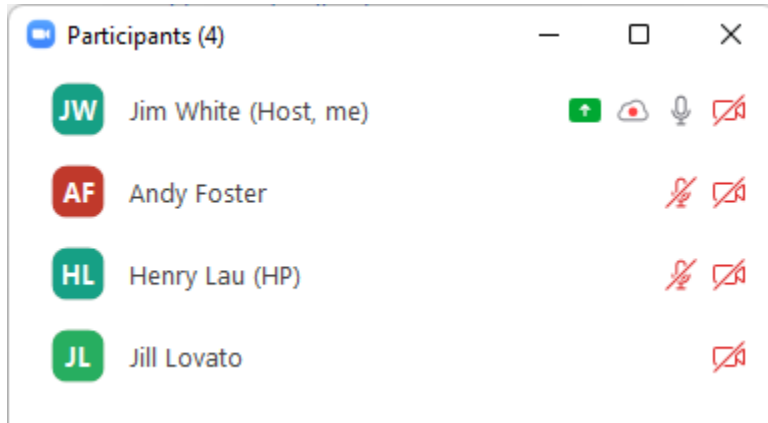 Participants (4)
JW Jim White (Host, me)
AF Andy Foster
HL Henry Lau (HP)
JL Jill Lovato